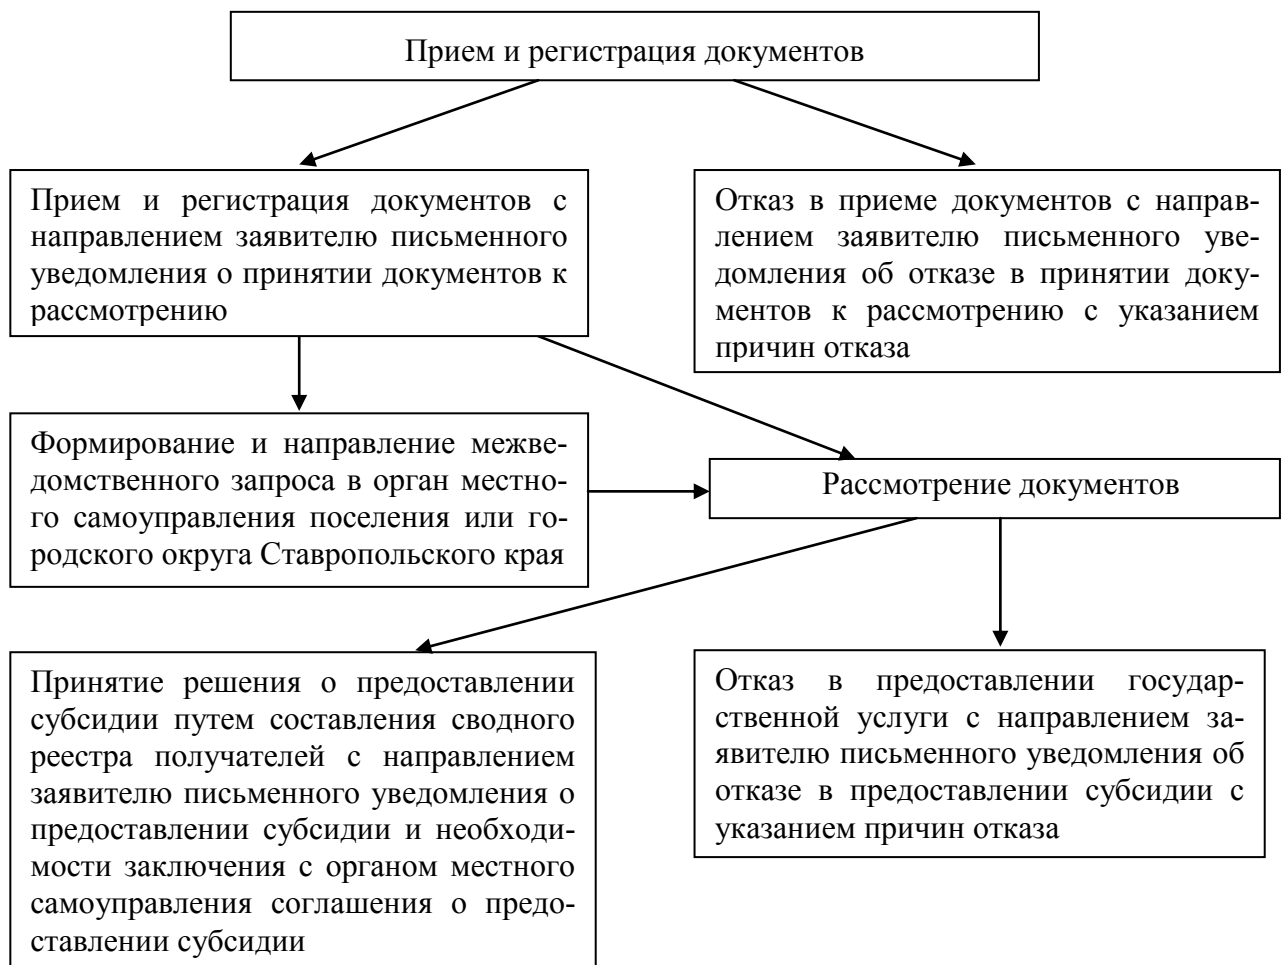 Прием и регистрация документов
Прием и регистрация документов с
направлением заявителю письменного
уведомления о принятии документов к
рассмотрению
Отказ в приеме документов с направ-
лением заявителю письменного уве-
домления об отказе в принятии доку-
ментов к рассмотрению с указанием
причин отказа
Формирование и направление межве-
домственного запроса в орган местно-
го самоуправления поселения или го-
родского округа Ставропольского края
Рассмотрение документов
Принятие решения о предоставлении
субсидии путем составления сводного
реестра получателей с направлением
заявителю письменного уведомления о
предоставлении субсидии и необходи-
мости заключения с органом местного
самоуправления соглашения о предо-
ставлении субсидии
Отказ в предоставлении государ-
ственной услуги с направлением за-
явителю письменного уведомления об
отказе в предоставлении субсидии с
указанием причин отказа